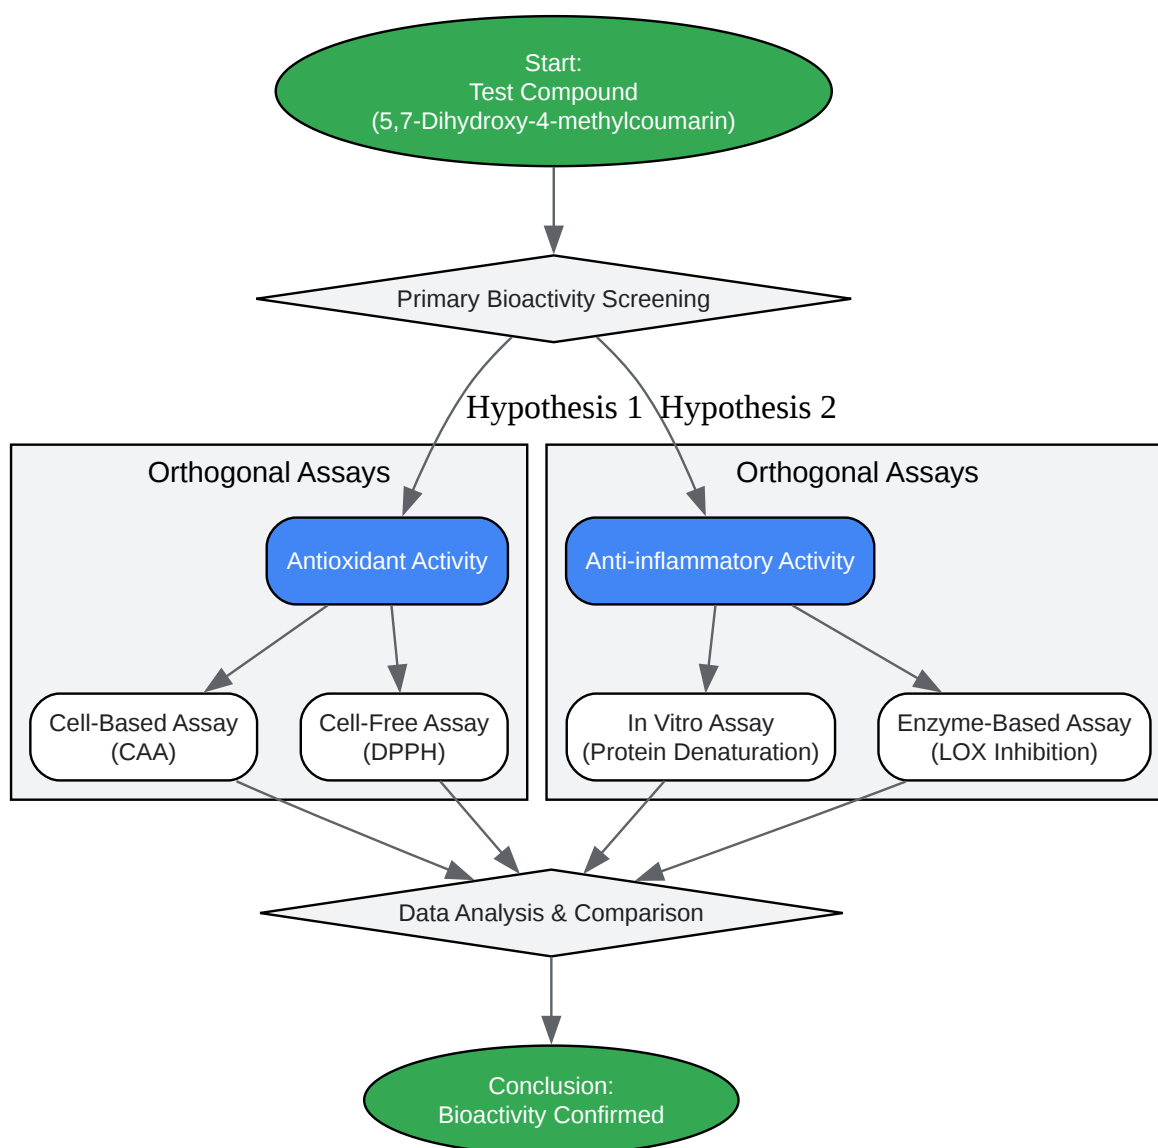 Start:
Test Compound
(5,7-Dihydroxy-4-methylcoumarin)
Primary Bioactivity Screening
Hypothesis 1
Hypothesis 2
Orthogonal Assays
Orthogonal Assays
Antioxidant Activity
Anti-inflammatory Activity
Cell-Based Assay
(CAA)
Cell-Free Assay
(DPPH)
In Vitro Assay
(Protein Denaturation)
Enzyme-Based Assay
(LOX Inhibition)
Data Analysis & Comparison
Conclusion:
Bioactivity Confirmed